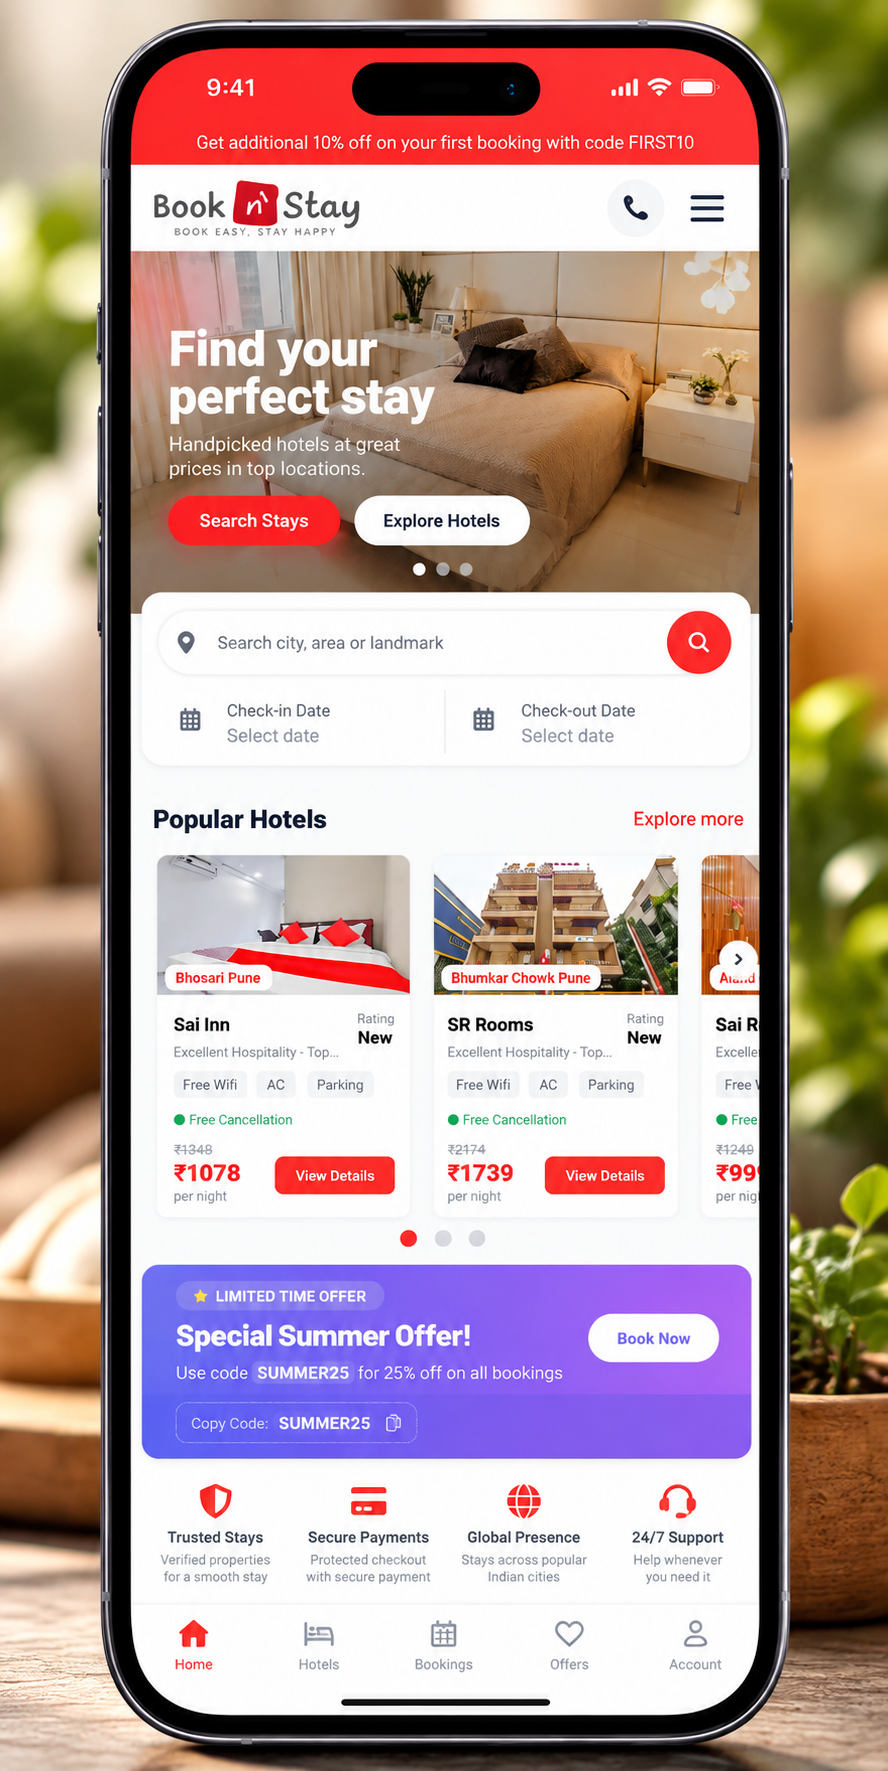 9:41
Get additional 10% off on your first booking with code FIRST10
Book n' Stay
BOOK EASY, STAY HAPPY
Find your
perfect stay
Handpicked hotels at great
prices in top locations.
Search Stays
Explore Hotels
Search city, area or landmark
Check-in Date
Select date
Check-out Date
Select date
Popular Hotels
Explore more
Bhosari Pune
Sai Inn
Rating
New
Excellent Hospitality - Top...
Free Wifi
AC
Parking
Free Cancellation
₹1348
₹1078
per night
View Details
Bhumkar Chowk Pune
SR Rooms
Rating
New
Excellent Hospitality - Top...
Free Wifi
AC
Parking
Free Cancellation
₹2174
₹1739
per night
View Details
Sai R
Excelle
Free
Free
₹1249
₹99
per nig
LIMITED TIME OFFER
Special Summer Offer!
Use code SUMMER25 for 25% off on all bookings
Book Now
Copy Code: SUMMER25
Trusted Stays
Verified properties
for a smooth stay
Secure Payments
Protected checkout
with secure payment
Global Presence
Stays across popular
Indian cities
24/7 Support
Help whenever
you need it
Home
Hotels
Bookings
Offers
Account